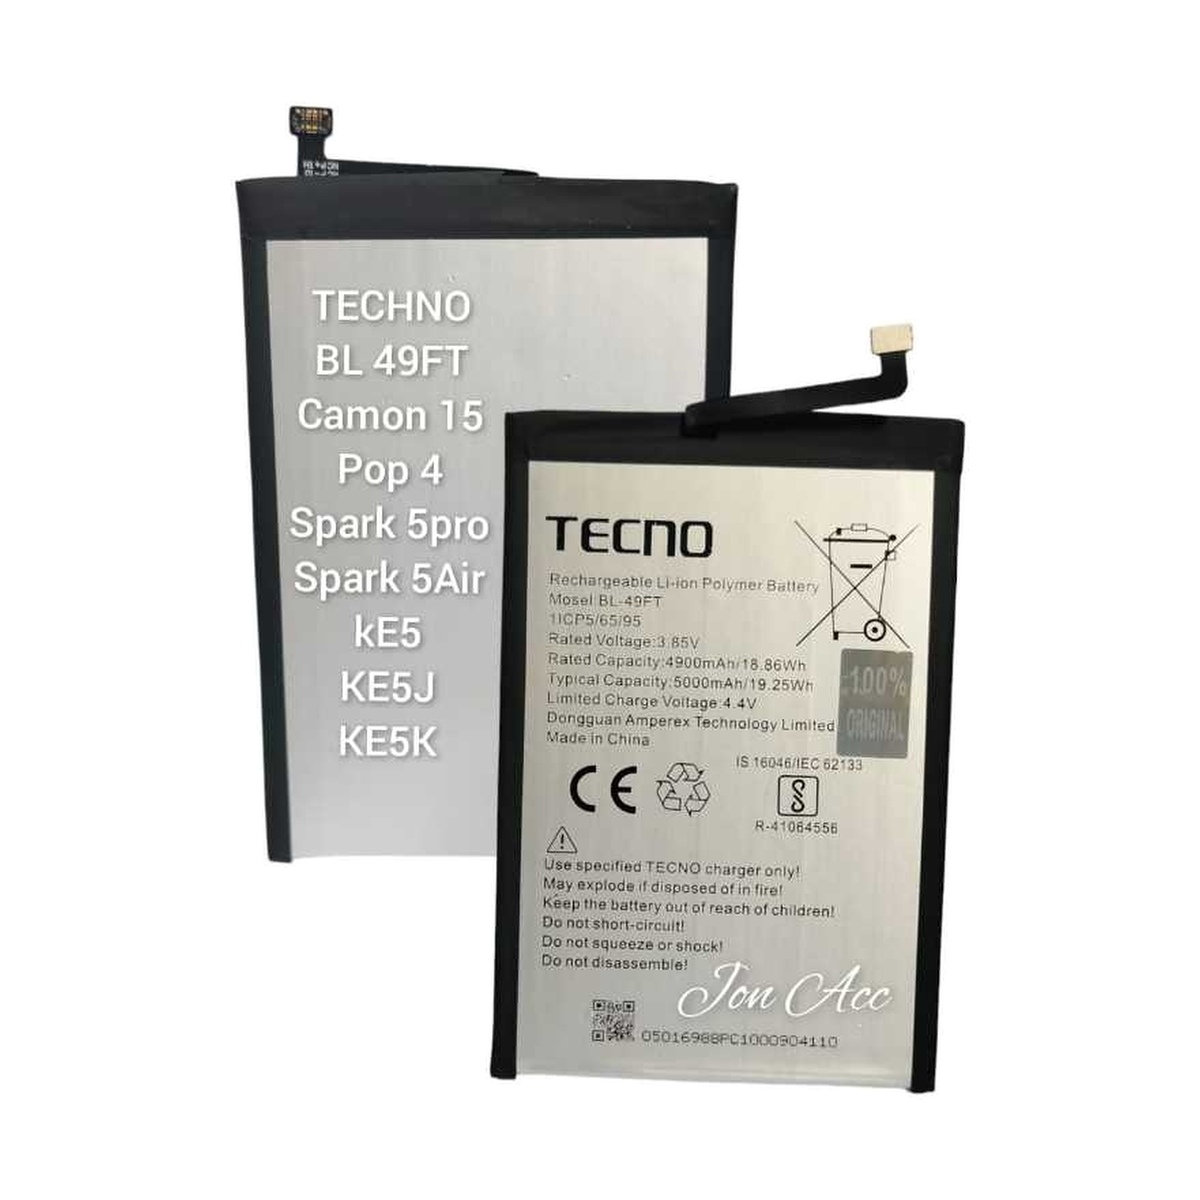 TECHNO
BL 49FT
Camon 15
Pop 4
Spark 5pro
Spark 5Air
kE5
KE5J
KE5K
TECNO
Rechargeable Li-ion Polymer Battery
Mosel BL-49FT
1ICP5/65/95
Rated Voltage:3.85V
Rated Capacity:4900mAh/18.86Wh
Typical Capacity:5000mAh/19.25Wh
Limited Charge Voltage:4.4V
Dongguan Amperex Technology Limited
Made in China
100%
ORIGINAL
IS 16046/IEC 62133
CE
R-41064556
Use specified TECNO charger only!
May explode if disposed of in fire!
Keep the battery out of reach of children!
Do not short-circuit!
Do not squeeze or shock!
Do not disassemble!
Jon Acc
05016988PC1000904110